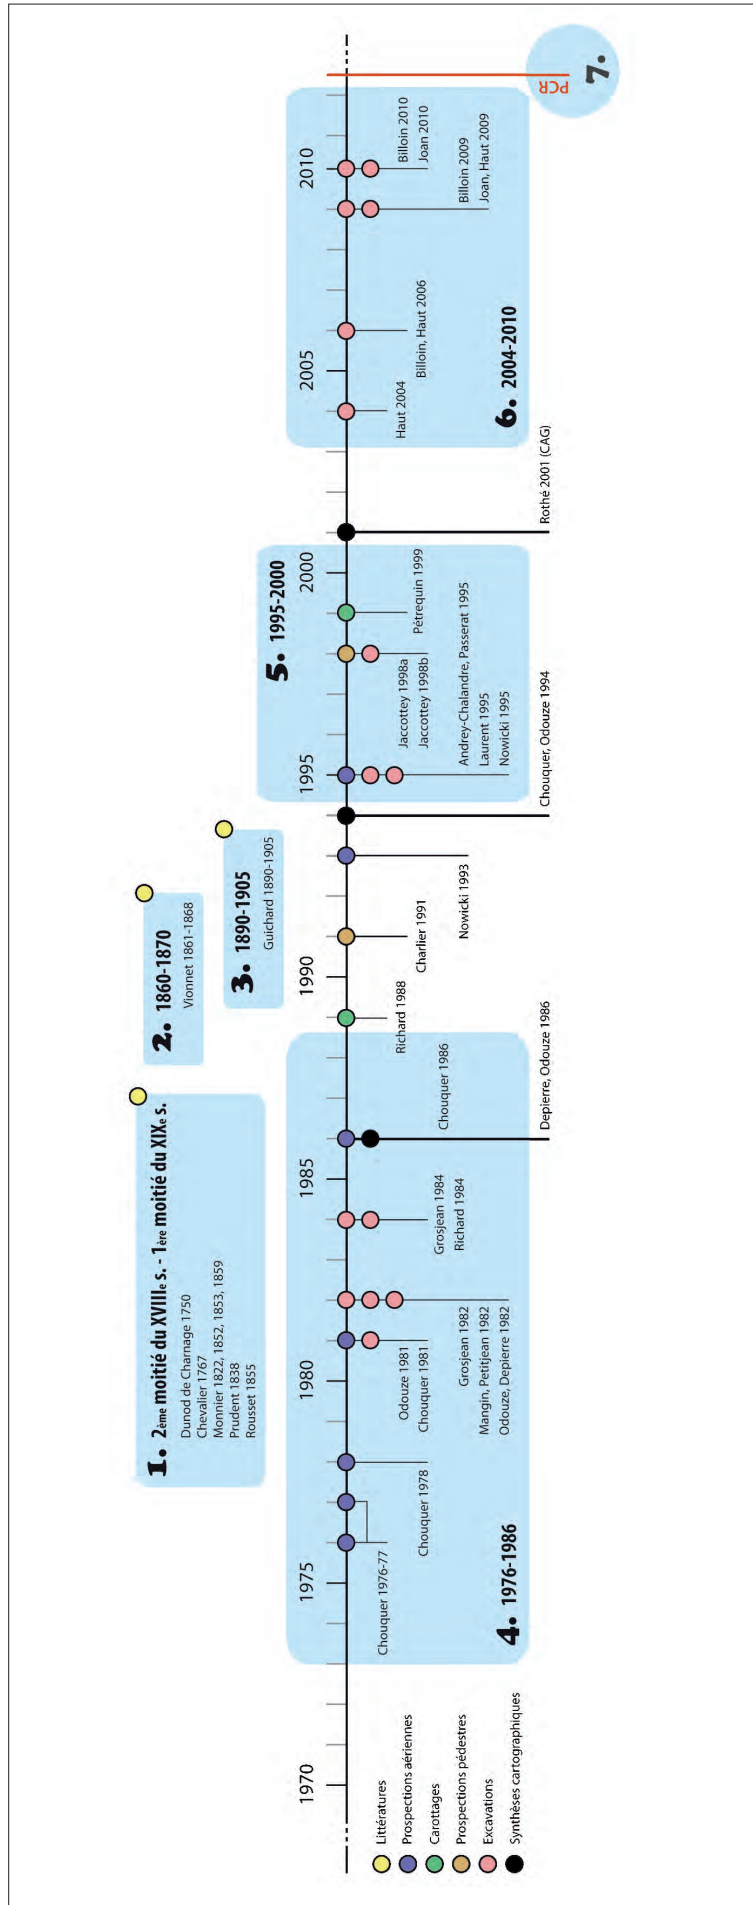 1. 2ème moitié du XVIIIe s. - 1ère moitié du XIXe s.
Dunod de Charnage 1750
Chevalier 1767
Monnier 1822, 1852, 1853, 1859
Prudent 1838
Rousset 1855
2. 1860-1870
Vionnet 1861-1868
3. 1890-1905
Guichard 1890-1905
5. 1995-2000
1970
1975
1980
1985
1990
1995
2000
2005
2010
PCR
7.
Chouquer 1976-77
Chouquer 1978
Odouze 1981
Chouquer 1981
Grosjean 1982
Mangin, Petitjean 1982
Odouze, Depierre 1982
Grosjean 1984
Richard 1984
Chouquer 1986
4. 1976-1986
Depierre, Odouze 1986
Richard 1988
Charlier 1991
Nowicki 1993
Chouquer, Odouze 1994
Andrey-Chalandre, Passerat 1995
Laurent 1995
Nowicki 1995
Jaccottey 1998a
Jaccottey 1998b
Pétrequin 1999
Rothé 2001 (CAG)
Haut 2004
Billoin, Haut 2006
Billoin 2009
Joan, Haut 2009
Billoin 2010
Joan 2010
6. 2004-2010
Littératures
Prospections aériennes
Carottages
Prospections pédestres
Excavations
Synthèses cartographiques